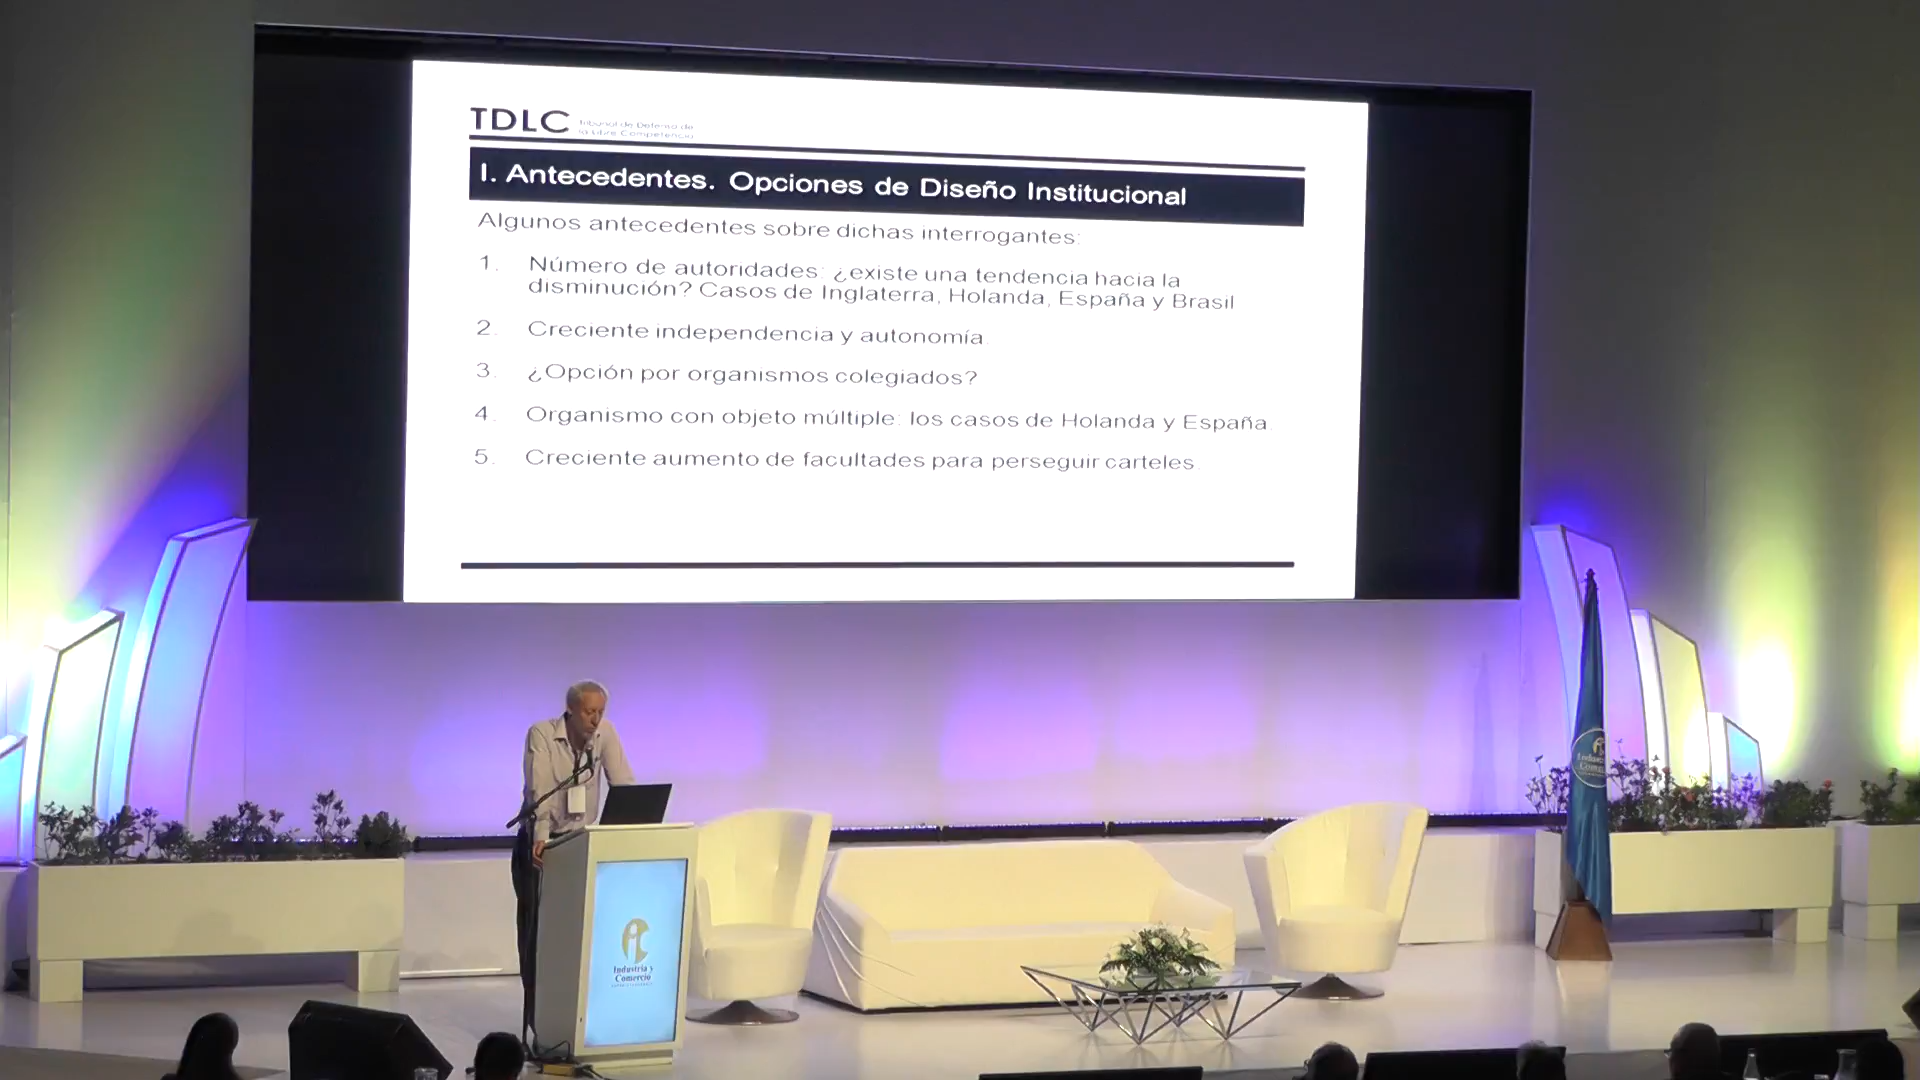 TDLC Tribunal de Defensa de
la Libre Competencia
I. Antecedentes. Opciones de Diseño Institucional
Algunos antecedentes sobre dichas interrogantes:
1. Número de autoridades: ¿existe una tendencia hacia la
disminución? Casos de Inglaterra, Holanda, España y Brasil
2. Creciente independencia y autonomía.
3. ¿Opción por organismos colegiados?
4. Organismo con objeto múltiple: los casos de Holanda y España.
5. Creciente aumento de facultades para perseguir carteles.
Industria y
Comercio
Industria
Comercio